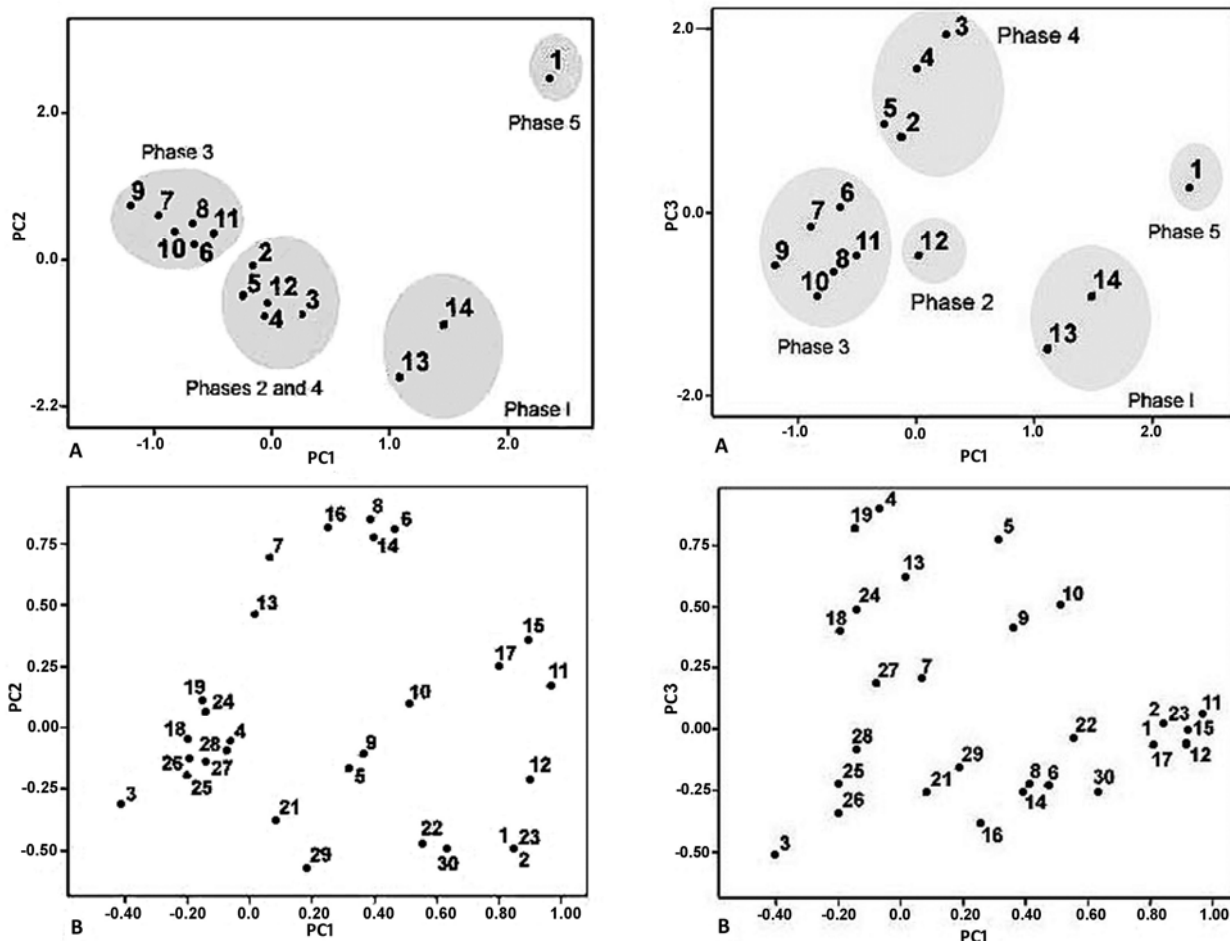 1
2.0
Phase 5
Phase 3
9 7 8
11
10 6
PC2
0.0
2
5 12 3
4
14
13
Phases 2 and 4
Phase I
-2.2
A
-1.0 0.0 1.0 2.0
PC1
2.0
3
Phase 4
4
5 2
1
6
7
PC3
0.0
Phase 5
9 8 11
10
12
14
Phase 2
13
Phase 3
Phase I
-2.0
A
-1.0 0.0 1.0 2.0
PC1
16 8 6
14
0.75
7
0.50
13
15
17
11
0.25
PC2
19
24
10
0.00
18
28 4
26 27
25
9
5
12
-0.25
3
21
22
1 23
-0.50
29
30
2
-0.40 -0.20 0.0 0.20 0.40 0.60 0.80 1.00
B
PC1
19 4
5
0.75
13
24
10
0.50
18
9
0.25
27 7
PC3
2 23 11
22
1 15
0.00
28
29
17 12
25
21
8 6
30
-0.25
26
14
16
3
-0.50
-0.40 -0.20 0.0 0.20 0.40 0.60 0.80 1.00
B
PC1